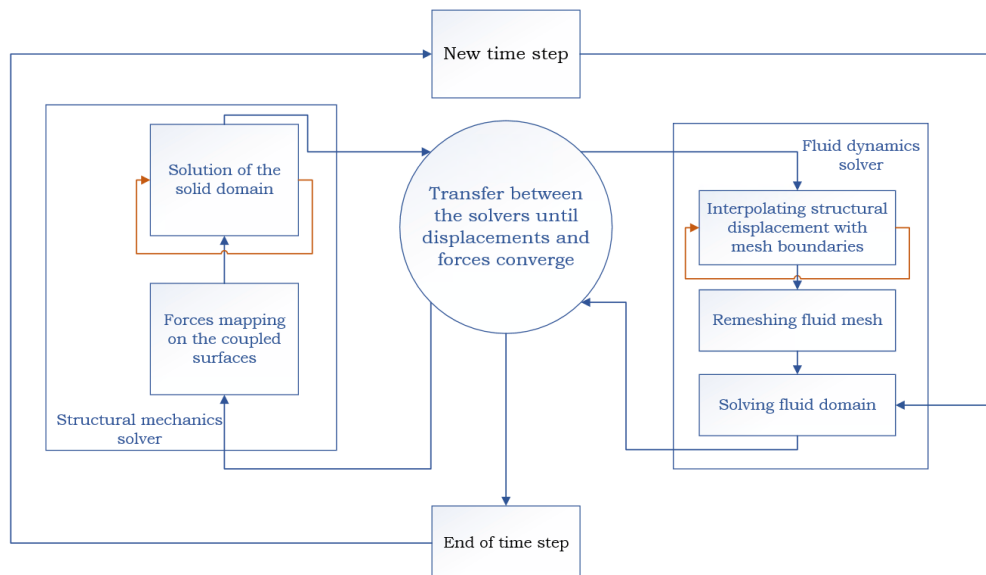 New time step
Solution of the
solid domain
Forces mapping
on the coupled
surfaces
Structural mechanics
solver
Transfer between
the solvers until
displacements and
forces converge
Fluid dynamics
solver
Interpolating structural
displacement with
mesh boundaries
Remeshing fluid mesh
Solving fluid domain
End of time step